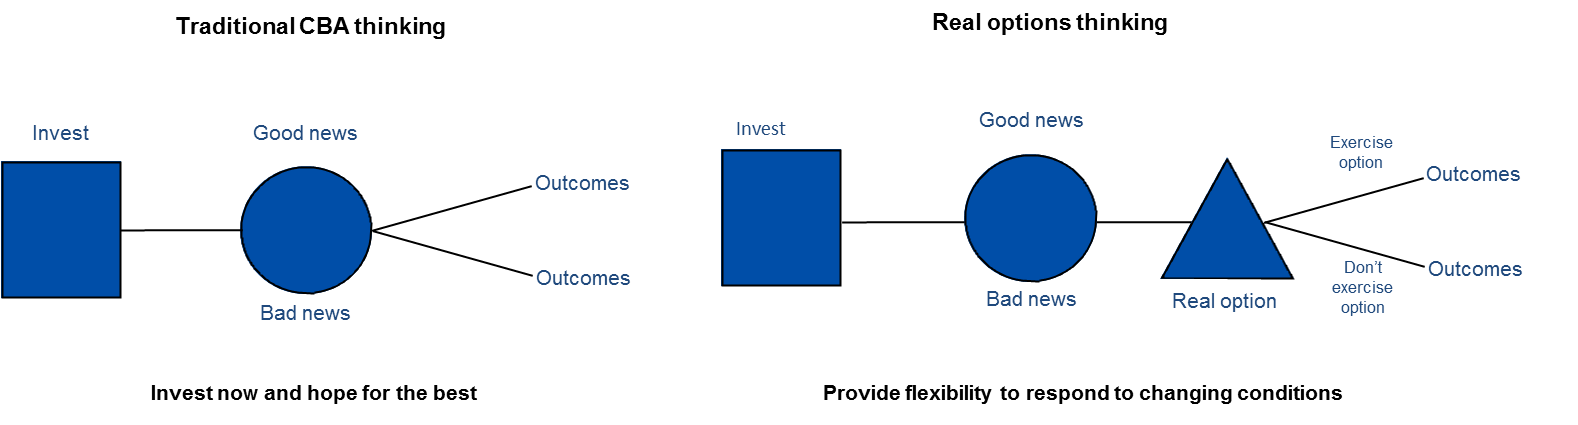 Traditional CBA thinking
Invest
Good news
Outcomes
Outcomes
Bad news
Invest now and hope for the best
Real options thinking
Invest
Good news
Exercise
option
Outcomes
Don't
exercise
option
Outcomes
Bad news
Real option
Provide flexibility to respond to changing conditions